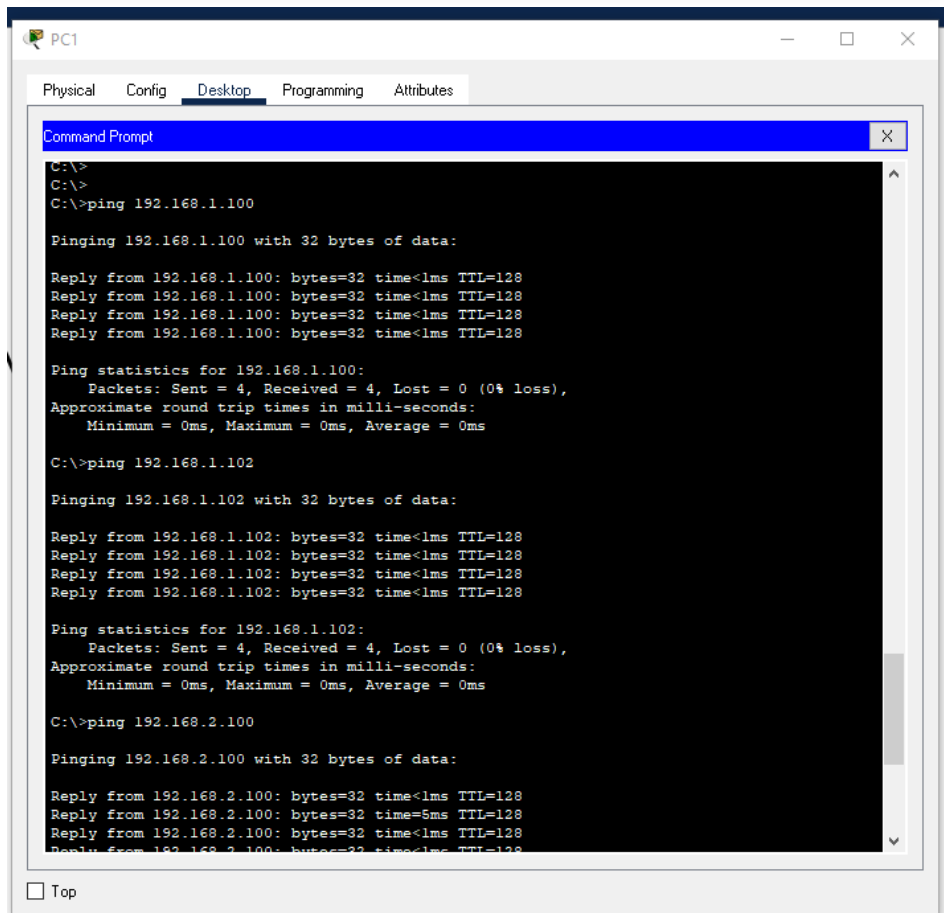 PC1
Physical Config Desktop Programming Attributes
Command Prompt X
C:\>
C:\>
C:\>ping 192.168.1.100
Pinging 192.168.1.100 with 32 bytes of data:
Reply from 192.168.1.100: bytes=32 time<1ms TTL=128
Reply from 192.168.1.100: bytes=32 time<1ms TTL=128
Reply from 192.168.1.100: bytes=32 time<1ms TTL=128
Reply from 192.168.1.100: bytes=32 time<1ms TTL=128
Ping statistics for 192.168.1.100:
Packets: Sent = 4, Received = 4, Lost = 0 (0% loss),
Approximate round trip times in milli-seconds:
Minimum = 0ms, Maximum = 0ms, Average = 0ms
C:\>ping 192.168.1.102
Pinging 192.168.1.102 with 32 bytes of data:
Reply from 192.168.1.102: bytes=32 time<1ms TTL=128
Reply from 192.168.1.102: bytes=32 time<1ms TTL=128
Reply from 192.168.1.102: bytes=32 time<1ms TTL=128
Reply from 192.168.1.102: bytes=32 time<1ms TTL=128
Ping statistics for 192.168.1.102:
Packets: Sent = 4, Received = 4, Lost = 0 (0% loss),
Approximate round trip times in milli-seconds:
Minimum = 0ms, Maximum = 0ms, Average = 0ms
C:\>ping 192.168.2.100
Pinging 192.168.2.100 with 32 bytes of data:
Reply from 192.168.2.100: bytes=32 time<1ms TTL=128
Reply from 192.168.2.100: bytes=32 time=5ms TTL=128
Reply from 192.168.2.100: bytes=32 time<1ms TTL=128
Reply from 192.168.2.100: bytes=32 time<1ms TTL=128
Top